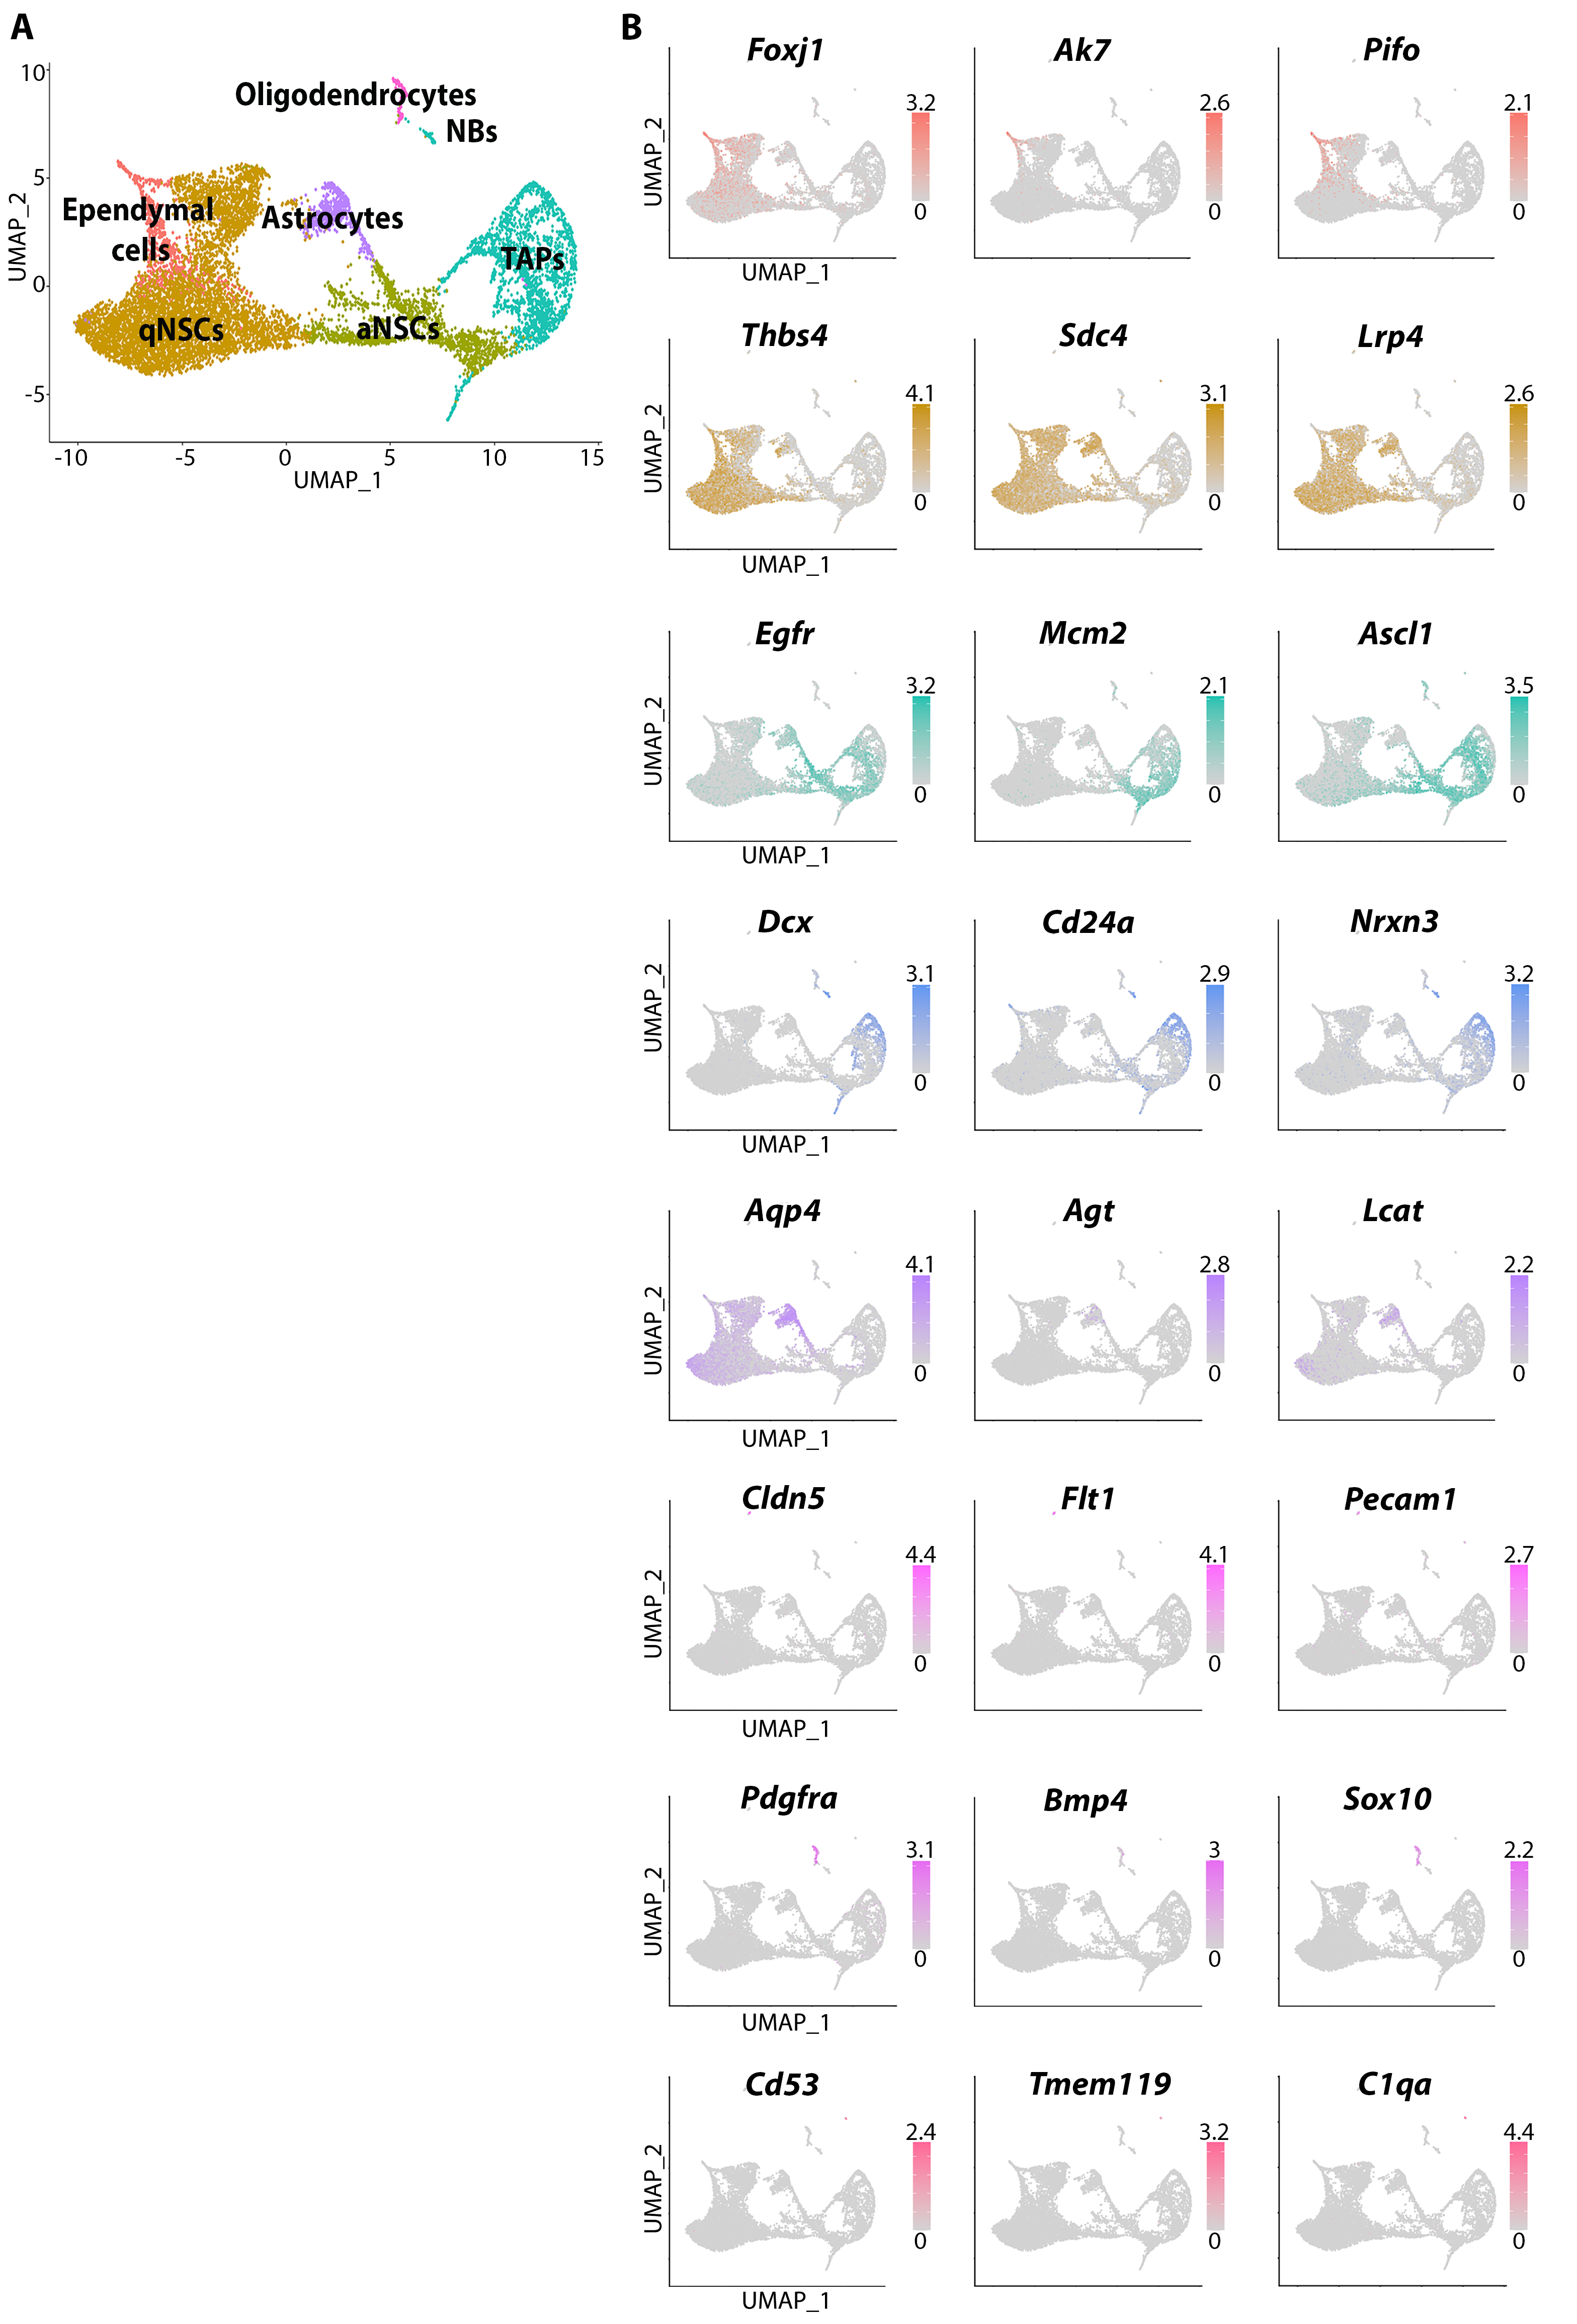 A
10
5
0
-5
UMAP_2
Oligodendrocytes
NBs
Ependymal
cells
Astrocytes
TAPs
qNSCs
aNSCs
-10 -5 0 5 10 15
UMAP_1
B
Foxj1 Ak7 Pifo
3.2 2.6 2.1
UMAP_2
0 0 0
UMAP_1
Thbs4 Sdc4 Lrp4
4.1 3.1 2.6
UMAP_2
0 0 0
UMAP_1
Egfr Mcm2 Ascl1
3.2 2.1 3.5
UMAP_2
0 0 0
UMAP_1
Dcx Cd24a Nrxn3
3.1 2.9 3.2
UMAP_2
0 0 0
UMAP_1
Aqp4 Agt Lcat
4.1 2.8 2.2
UMAP_2
0 0 0
UMAP_1
Cldn5 Flt1 Pecam1
4.4 4.1 2.7
UMAP_2
0 0 0
UMAP_1
Pdgfra Bmp4 Sox10
3.1 3 2.2
UMAP_2
0 0 0
UMAP_1
Cd53 Tmem119 C1qa
2.4 3.2 4.4
UMAP_2
0 0 0
UMAP_1